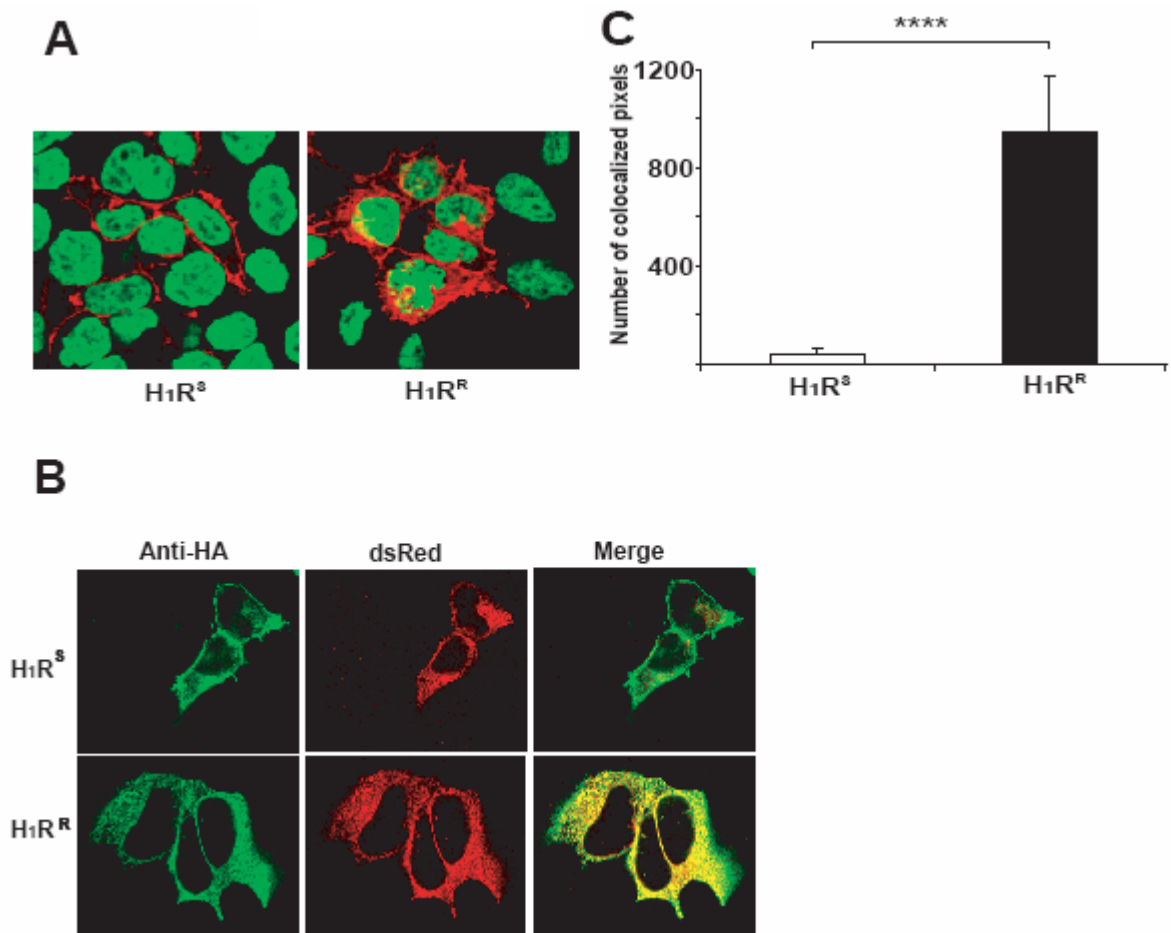 A
H₁Rˢ
H₁Rᴿ
C
****
Number of colocalized pixels
1200
800
400
H₁Rˢ
H₁Rᴿ
B
Anti-HA
dsRed
Merge
H₁Rˢ
H₁Rᴿ